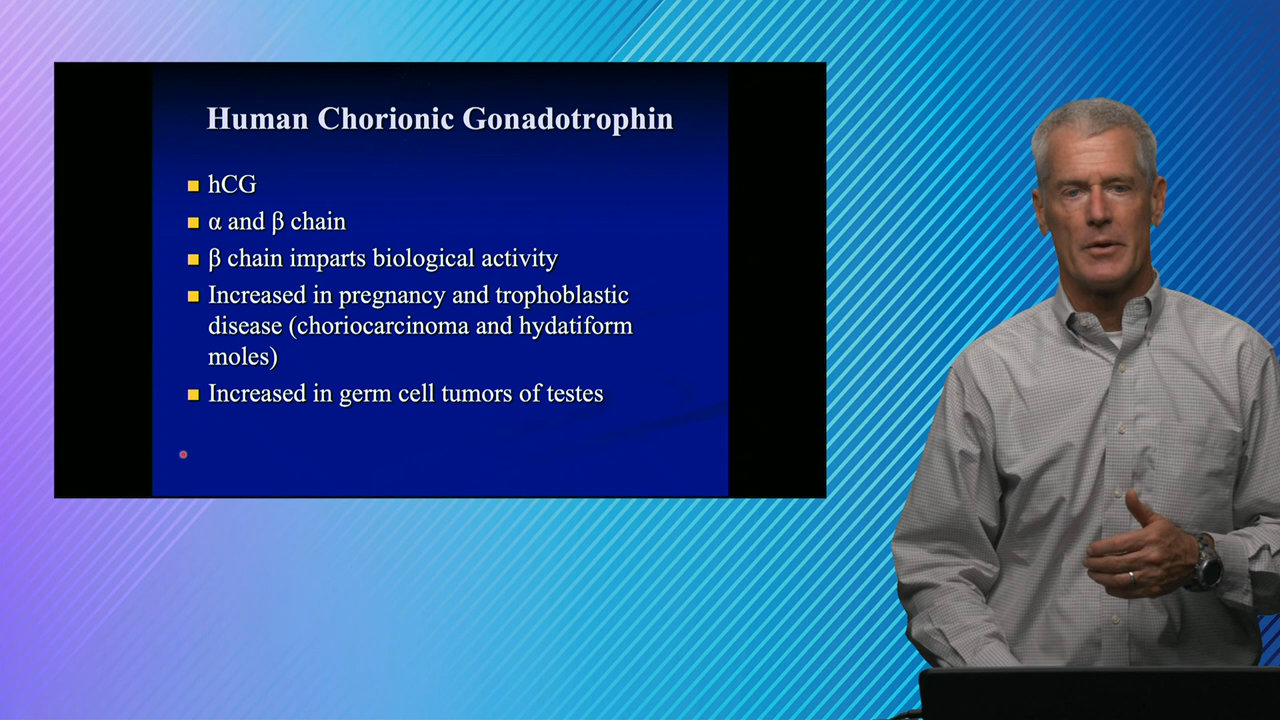 Human Chorionic Gonadotrophin
hCG
α and β chain
β chain imparts biological activity
Increased in pregnancy and trophoblastic
disease (choriocarcinoma and hydatiform
moles)
Increased in germ cell tumors of testes